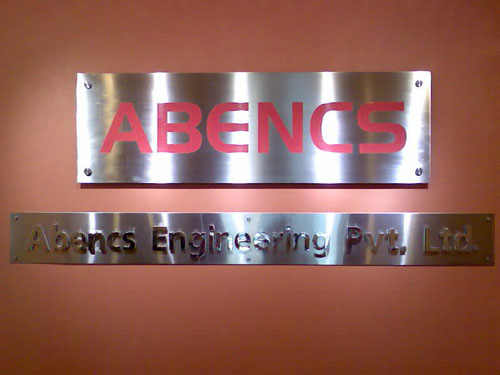 ABENCS
Abencs Engineering Pvt. Ltd.